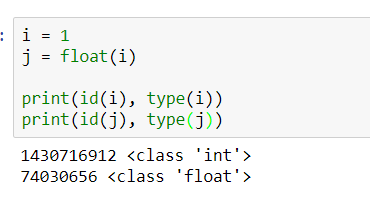 : i = 1
j = float(i)
print(id(i), type(i))
print(id(j), type(j))
1430716912 <class 'int'>
74030656 <class 'float'>